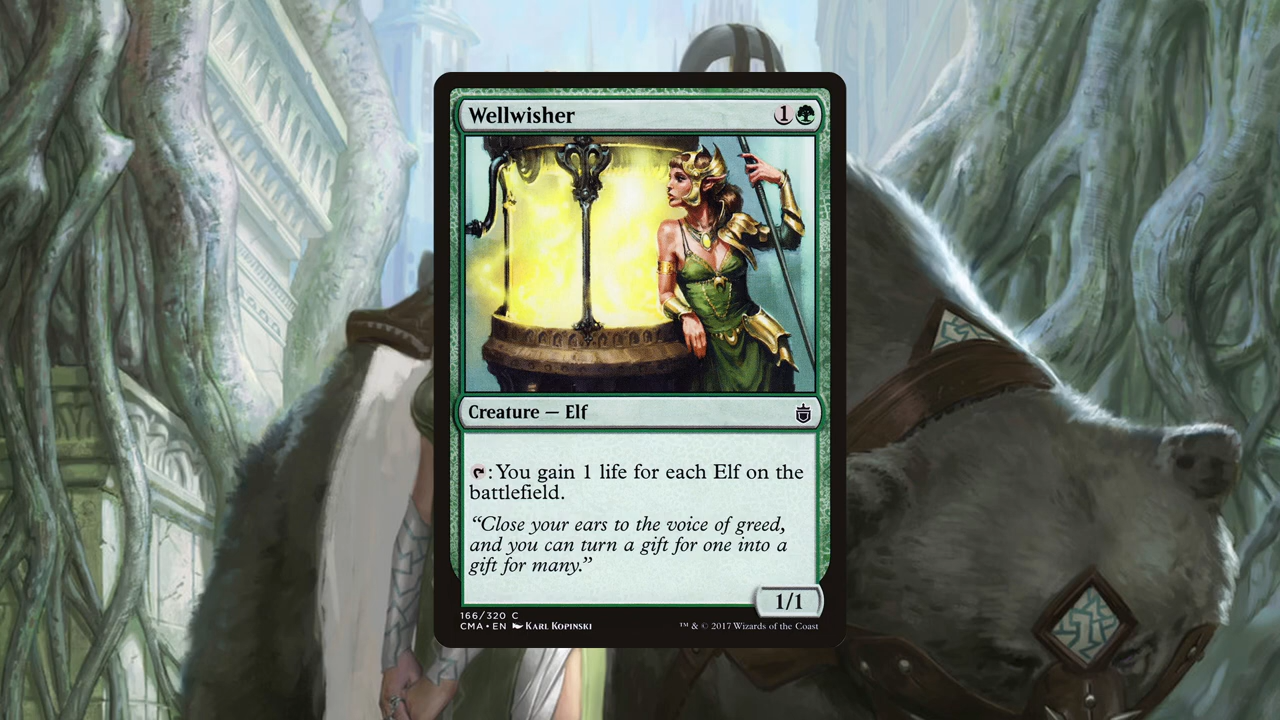 Wellwisher 1
Creature — Elf
: You gain 1 life for each Elf on the
battlefield.
“Close your ears to the voice of greed,
and you can turn a gift for one into a
gift for many.”
1/1
166/320 C
CMA • EN Karl Kopinski ™ & © 2017 Wizards of the Coast